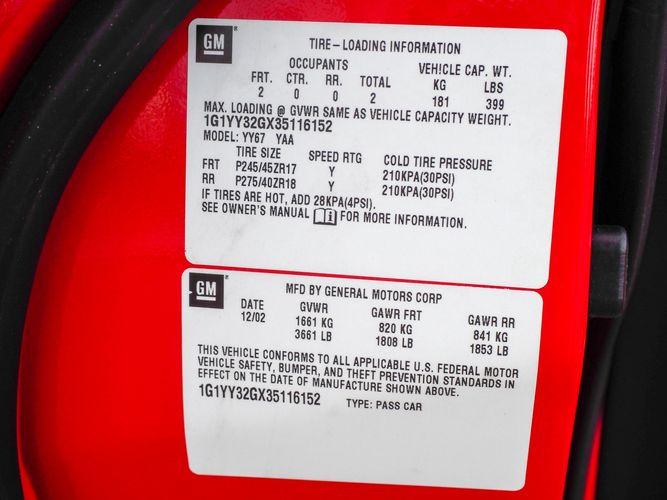 GM
TIRE-LOADING INFORMATION
OCCUPANTS VEHICLE CAP. WT.
FRT. CTR. RR. TOTAL KG LBS
2 0 0 2 181 399
MAX. LOADING @ GVWR SAME AS VEHICLE CAPACITY WEIGHT.
1G1YY32GX35116152
MODEL: YY67 YAA
TIRE SIZE SPEED RTG COLD TIRE PRESSURE
FRT P245/45ZR17 Y 210KPA(30PSI)
RR P275/40ZR18 Y 210KPA(30PSI)
IF TIRES ARE HOT, ADD 28KPA(4PSI).
SEE OWNER'S MANUAL i FOR MORE INFORMATION.
GM
MFD BY GENERAL MOTORS CORP
DATE GVWR GAWR FRT GAWR RR
12/02 1661 KG 820 KG 841 KG
3661 LB 1808 LB 1853 LB
THIS VEHICLE CONFORMS TO ALL APPLICABLE U.S. FEDERAL MOTOR
VEHICLE SAFETY, BUMPER, AND THEFT PREVENTION STANDARDS IN
EFFECT ON THE DATE OF MANUFACTURE SHOWN ABOVE.
1G1YY32GX35116152 TYPE: PASS CAR